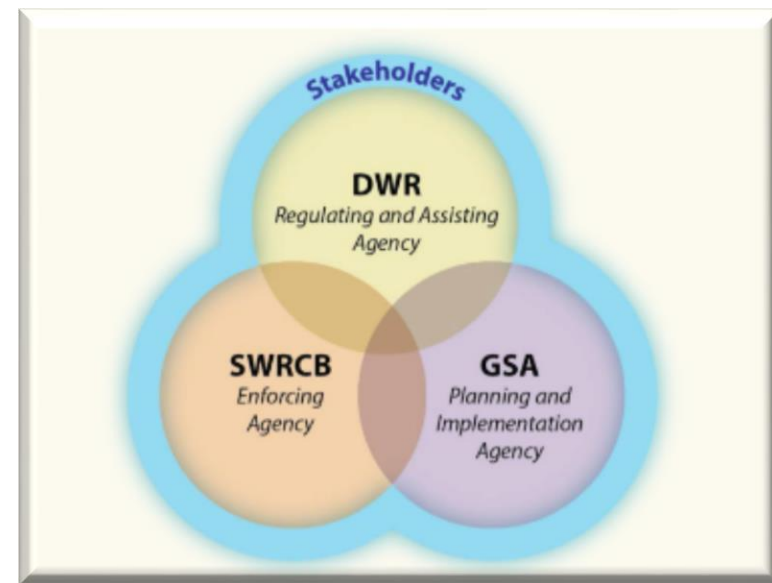 Stakeholders
DWR
Regulating and Assisting
Agency
SWRCB
Enforcing
Agency
GSA
Planning and
Implementation
Agency